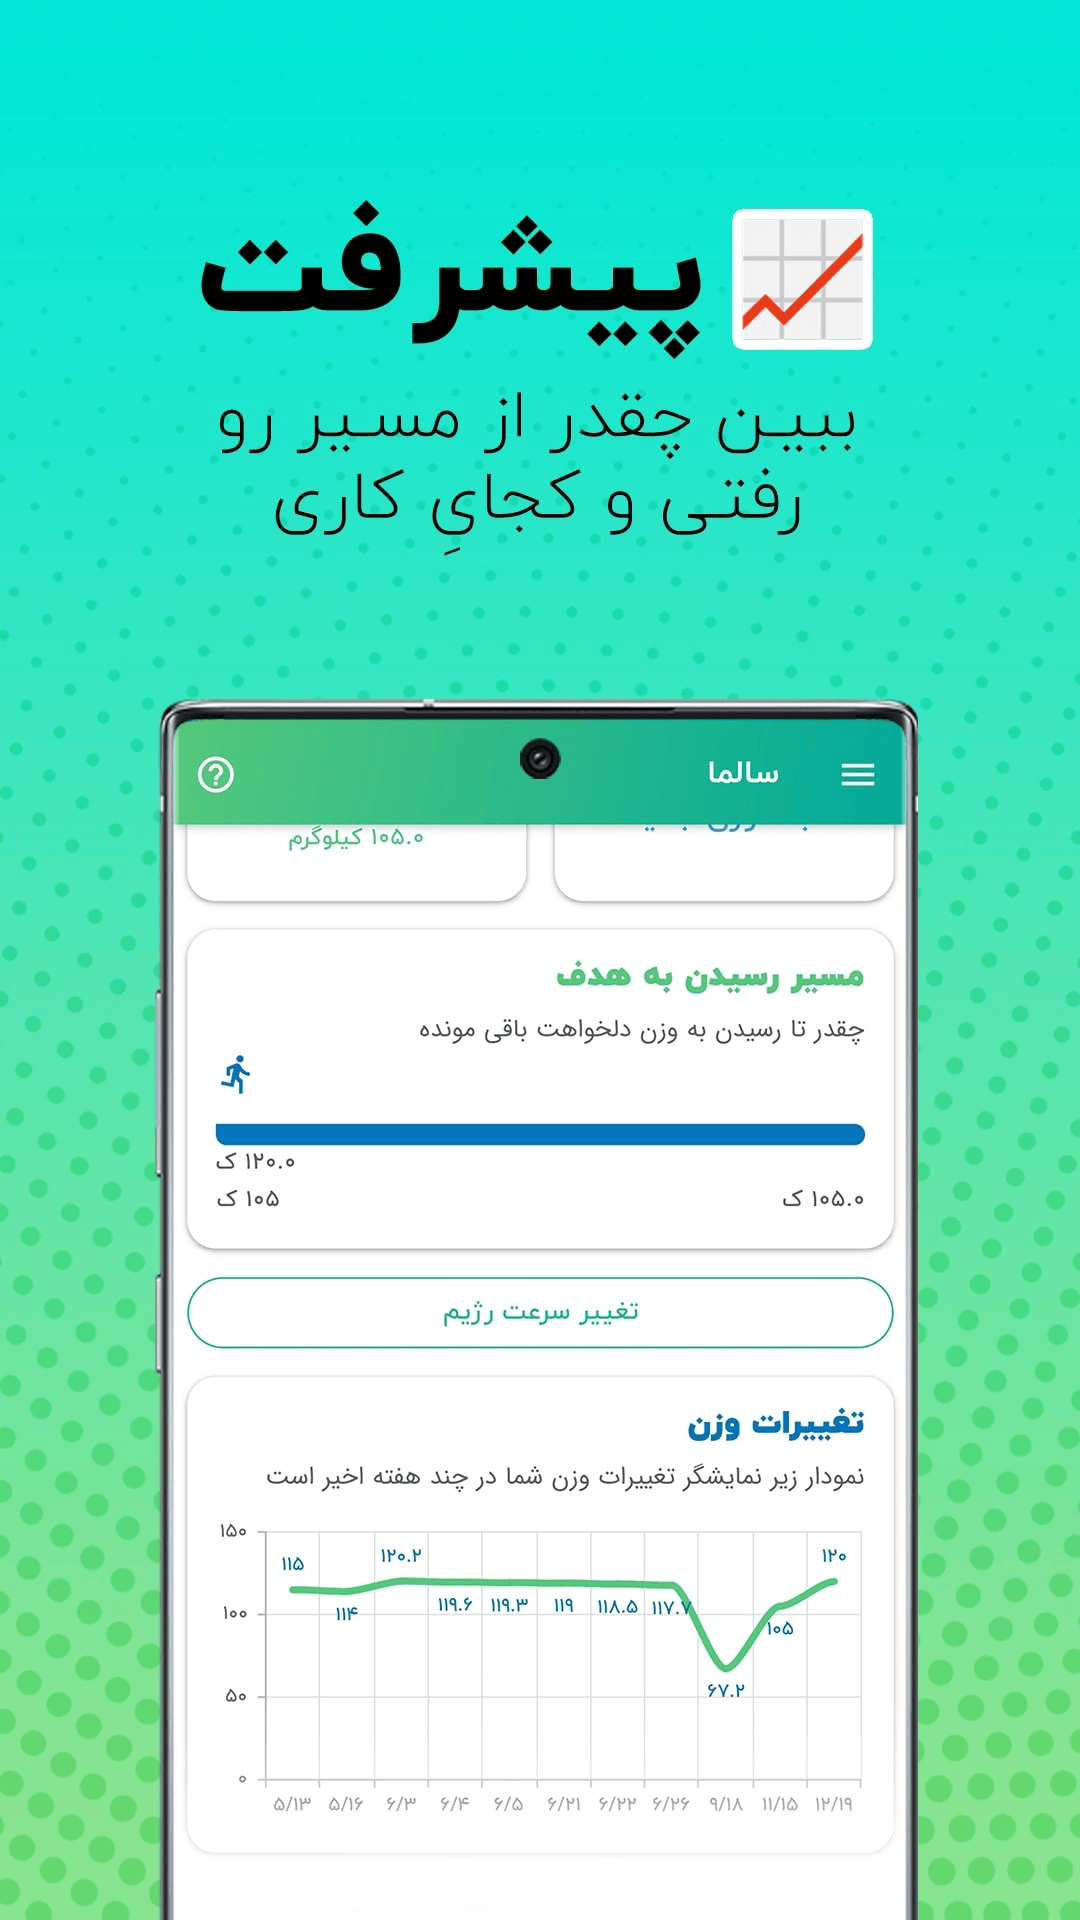 پیشرفت
ببین چقدر از مسیر رو
رفتی و کجایِ کاری
سالما
۱۰۵.۰ کیلوگرم
مسیر رسیدن به هدف
چقدر تا رسیدن به وزن دلخواهت باقی مونده
۱۲۰.۰ ک
۱۰۵.۰ ک
۱۰۵ ک
تغییر سرعت رژیم
تغییرات وزن
نمودار زیر نمایشگر تغییرات وزن شما در چند هفته اخیر است
۱۵۰
۱۰۰
۵۰
۰
۱۱۵
۱۱۴
۱۲۰.۲
۱۱۹.۶
۱۱۹.۳
۱۱۹
۱۱۸.۵
۱۱۷.۷
۶۷.۲
۱۰۵
۱۲۰
۵/۱۳ ۵/۱۶ ۶/۳ ۶/۴ ۶/۵ ۶/۲۱ ۶/۲۲ ۶/۲۶ ۹/۱۸ ۱۱/۱۵ ۱۲/۱۹